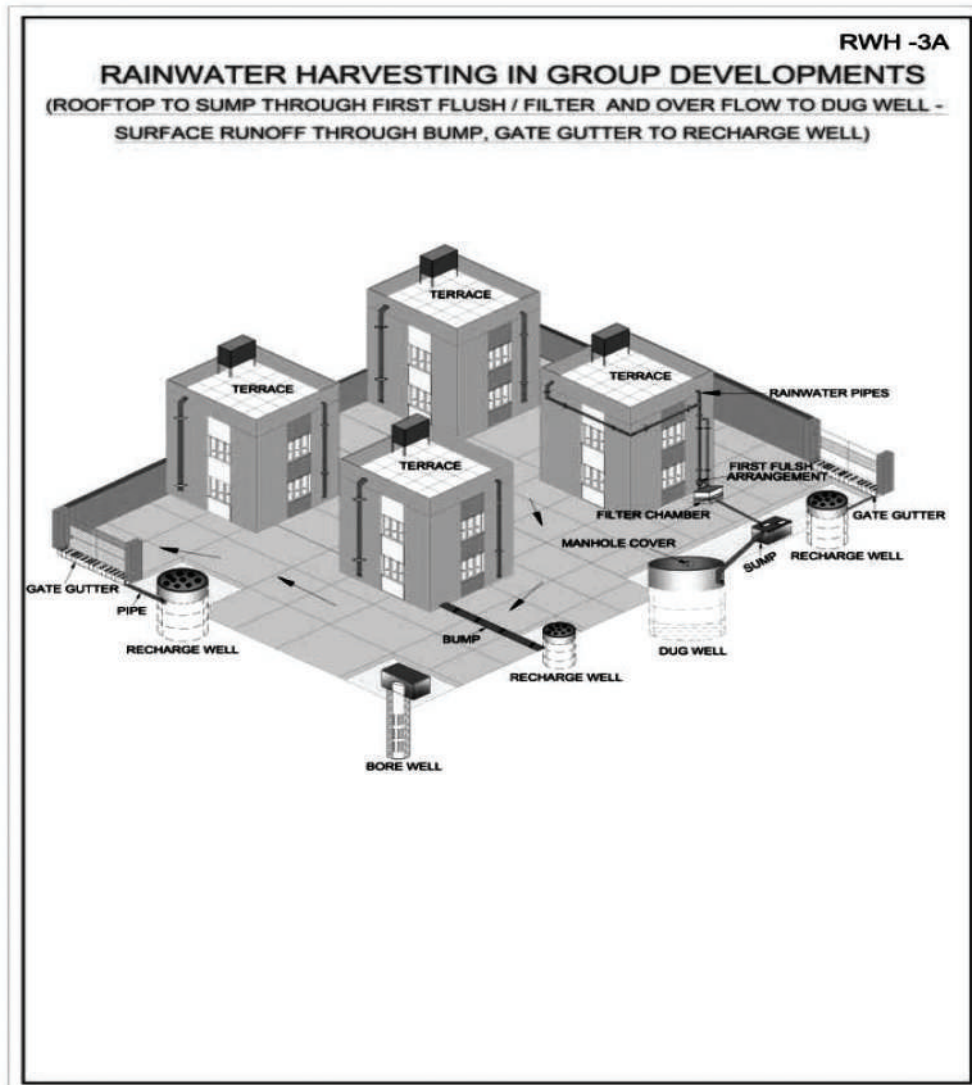 RWH -3A
RAINWATER HARVESTING IN GROUP DEVELOPMENTS
(ROOFTOP TO SUMP THROUGH FIRST FLUSH / FILTER AND OVER FLOW TO DUG WELL -
SURFACE RUNOFF THROUGH BUMP, GATE GUTTER TO RECHARGE WELL)
TERRACE
TERRACE
TERRACE
TERRACE
RAINWATER PIPES
FIRST FULSH
ARRANGEMENT
FILTER CHAMBER
GATE GUTTER
MANHOLE COVER
SUMP
RECHARGE WELL
GATE GUTTER
PIPE
RECHARGE WELL
BUMP
DUG WELL
RECHARGE WELL
BORE WELL